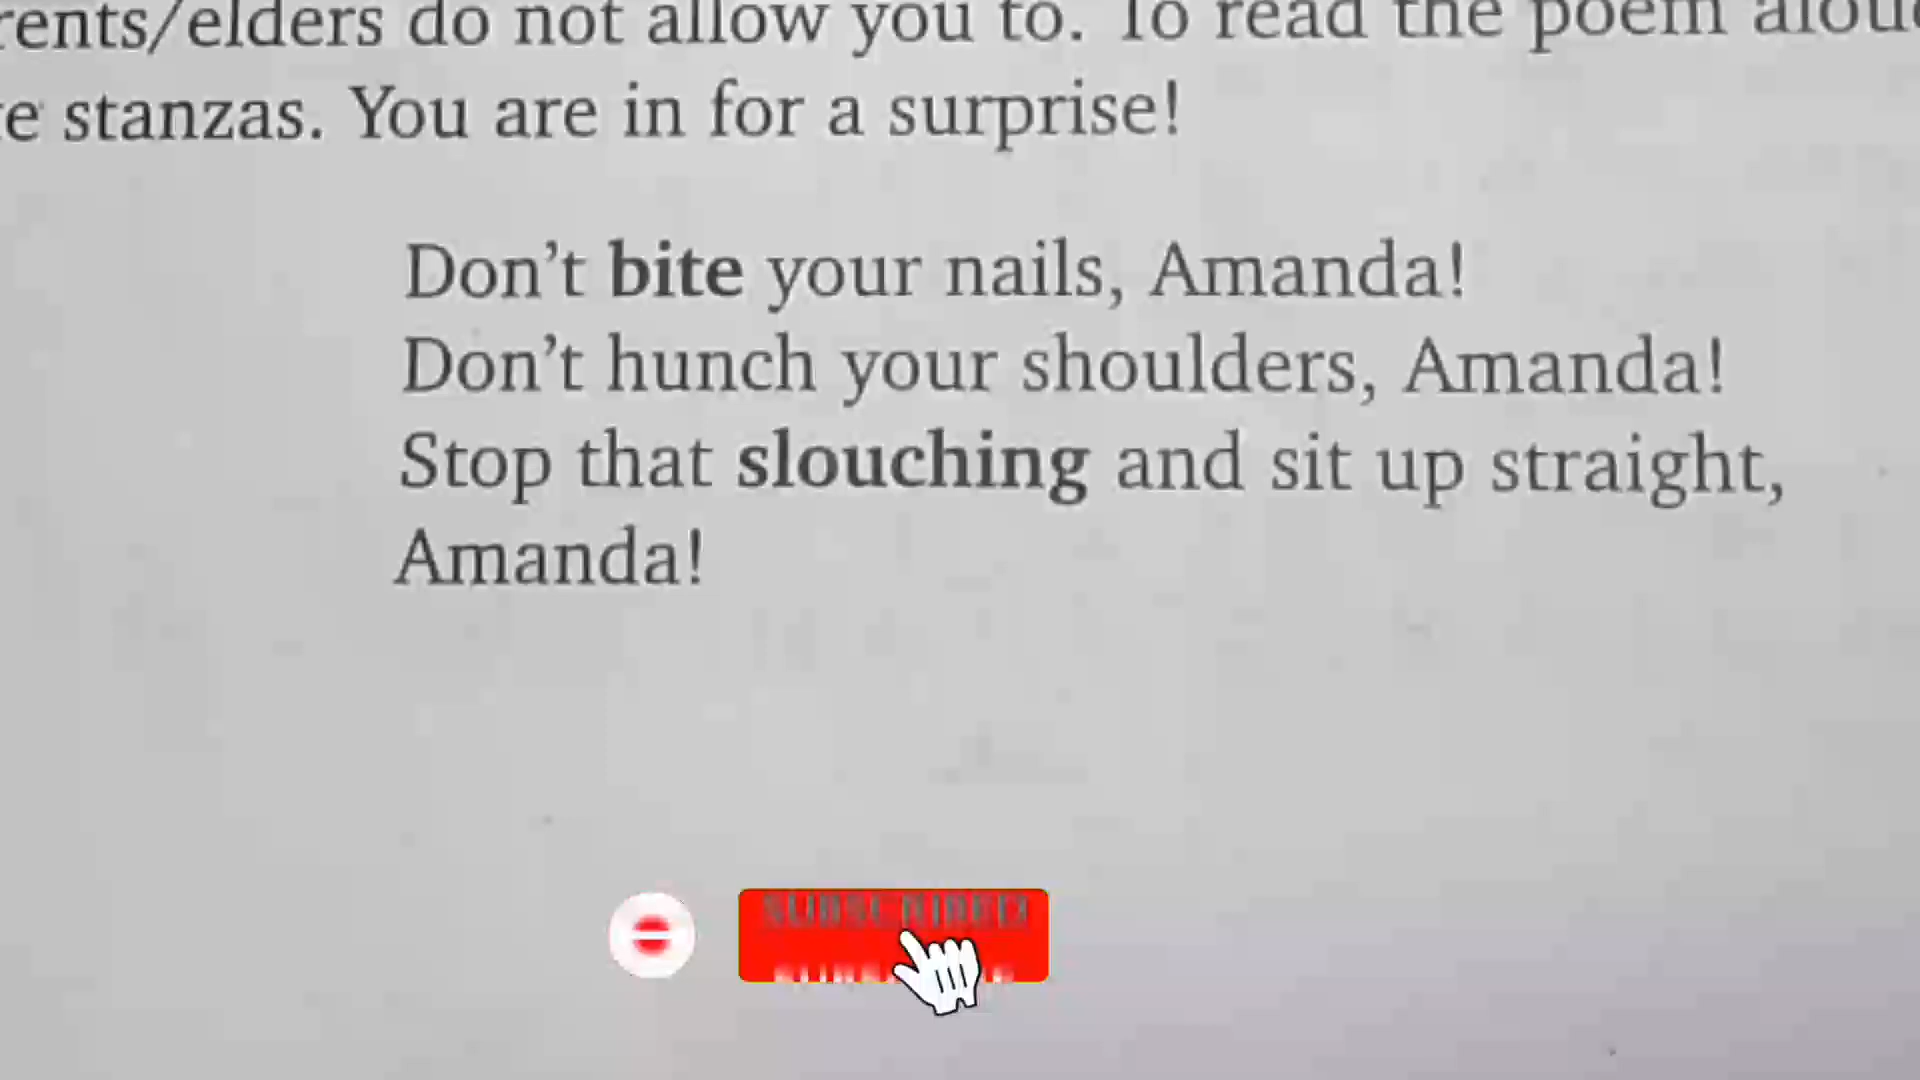 rents/elders do not allow you to. To read the poem aloud
e stanzas. You are in for a surprise!
Don't bite your nails, Amanda!
Don't hunch your shoulders, Amanda!
Stop that slouching and sit up straight,
Amanda!
SUBSCRIBED